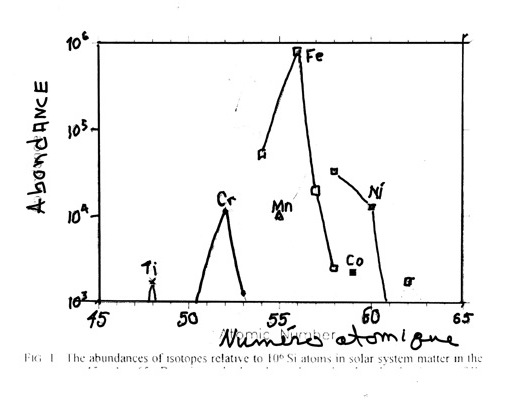 10⁶
Fe
10⁵
Abondance
Cr
Mn
Ni
10⁴
Ti
Co
10³
45 50 55 60 65
Atomic Number
Numéro atomique
FIG. 1 The abundances of isotopes relative to 10⁶ Si atoms in solar system matter in the